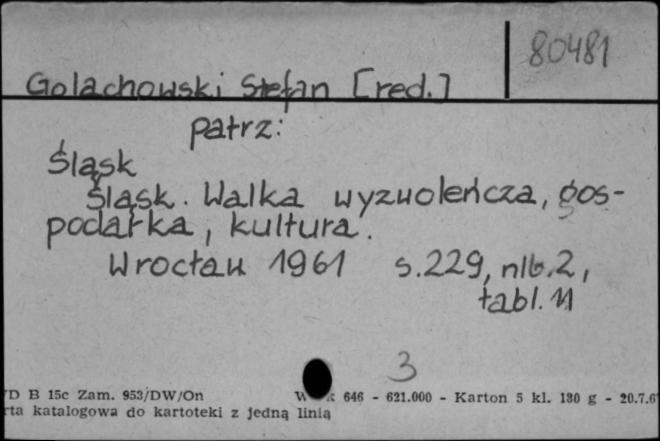 80481
Golachowski Stefan [red.]
patrz:
Śląsk
Śląsk. Walka wyzwoleńcza, gos-
podarka, kultura.
Wrocław 1961 s. 229, nlb. 2,
tabl. 11
3
D B 15c Zam. 953/DW/On 646 - 621.000 - Karton 5 kl. 180 g - 20.7.6
rta katalogowa do kartoteki z jedną linią